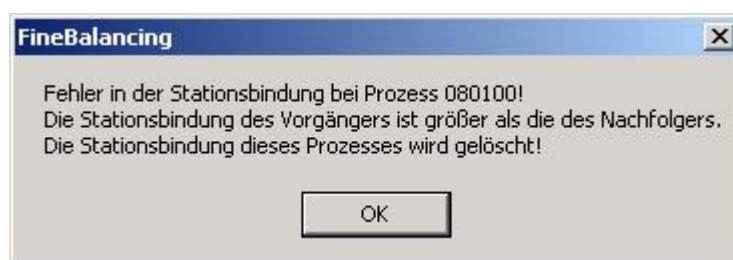 FineBalancing
Fehler in der Stationsbindung bei Prozess 080100!
Die Stationsbindung des Vorgängers ist größer als die des Nachfolgers.
Die Stationsbindung dieses Prozesses wird gelöscht!
OK